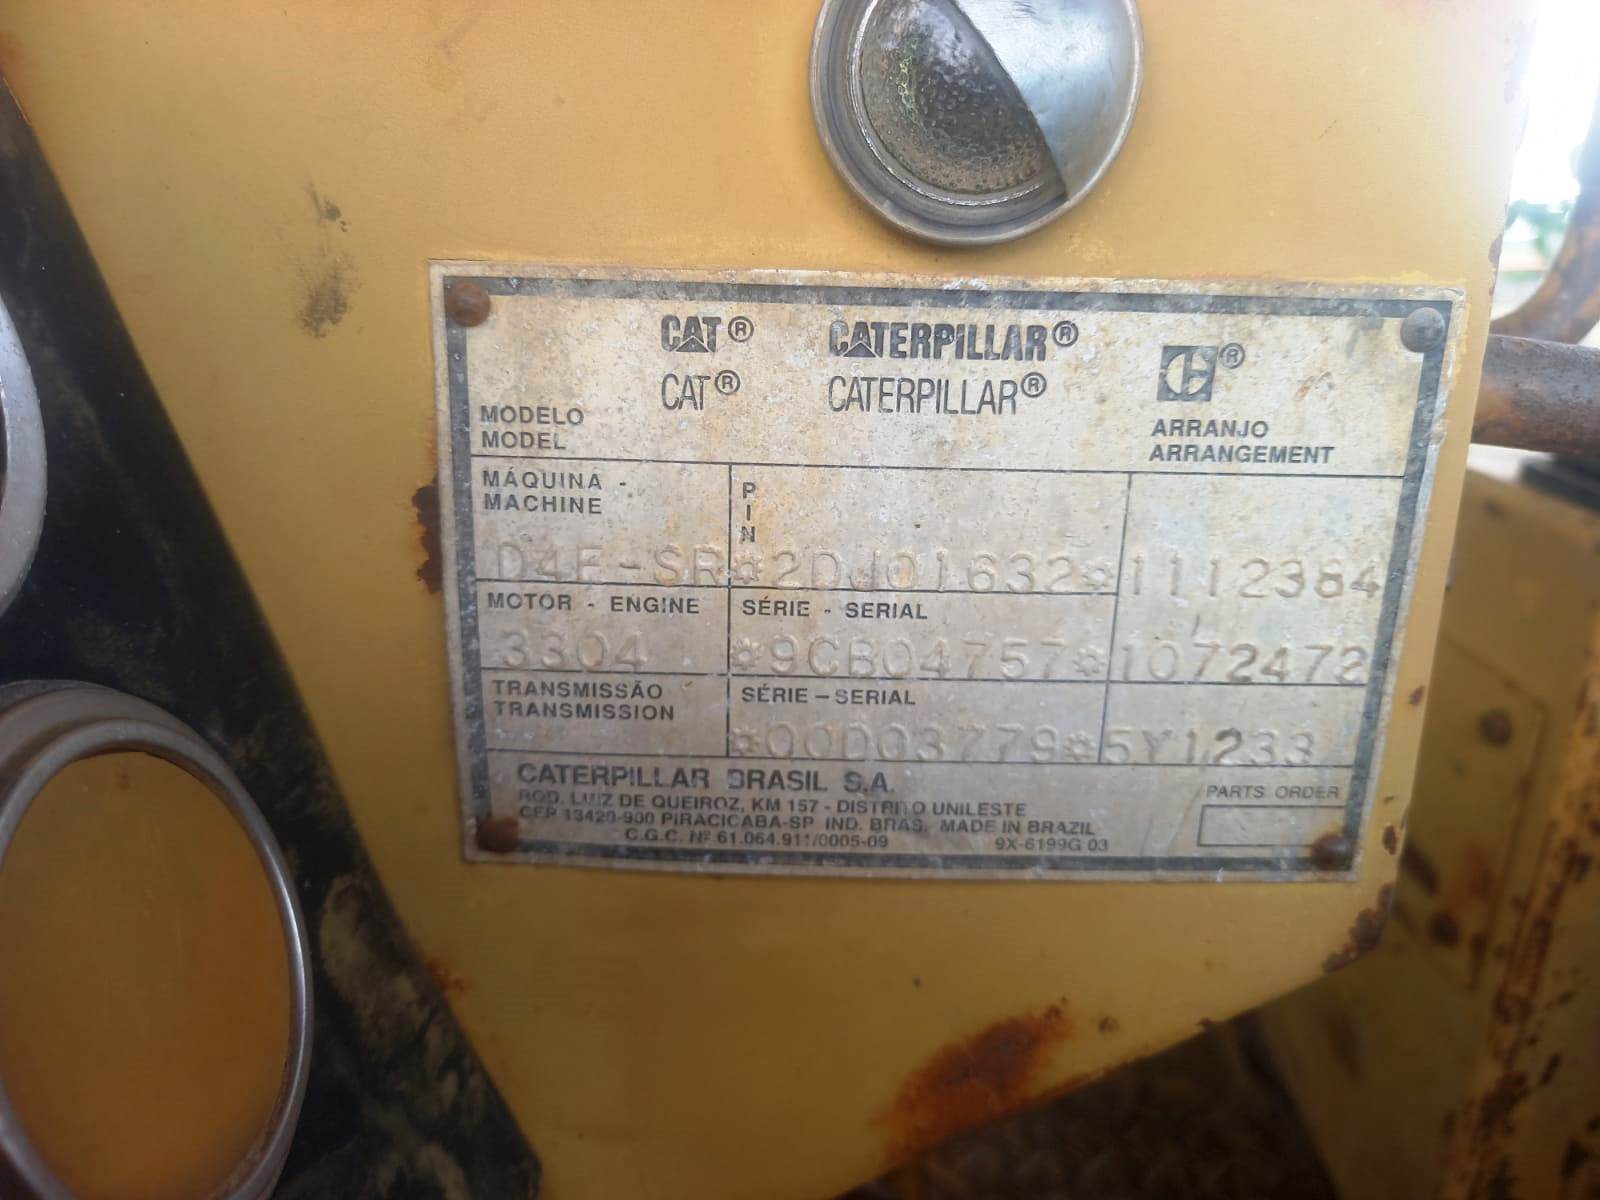 CAT® CATERPILLAR®
CAT® CATERPILLAR® C®
MODELO ARRANJO
MODEL ARRANGEMENT
MÁQUINA - PIN
MACHINE
D4E-SR *2DJ01632* 1112384
MOTOR - ENGINE SÉRIE - SERIAL
3304 *9CB04757* 1072472
TRANSMISSÃO SÉRIE – SERIAL
TRANSMISSION
*00D03779* 5Y1233
CATERPILLAR BRASIL S.A. PARTS ORDER
ROD. LUIZ DE QUEIROZ, KM 157 - DISTRITO UNILESTE
CEP 13420-900 PIRACICABA-SP IND. BRAS. MADE IN BRAZIL
C.G.C. Nº 61.064.911/0005-09 9X-6199G 03